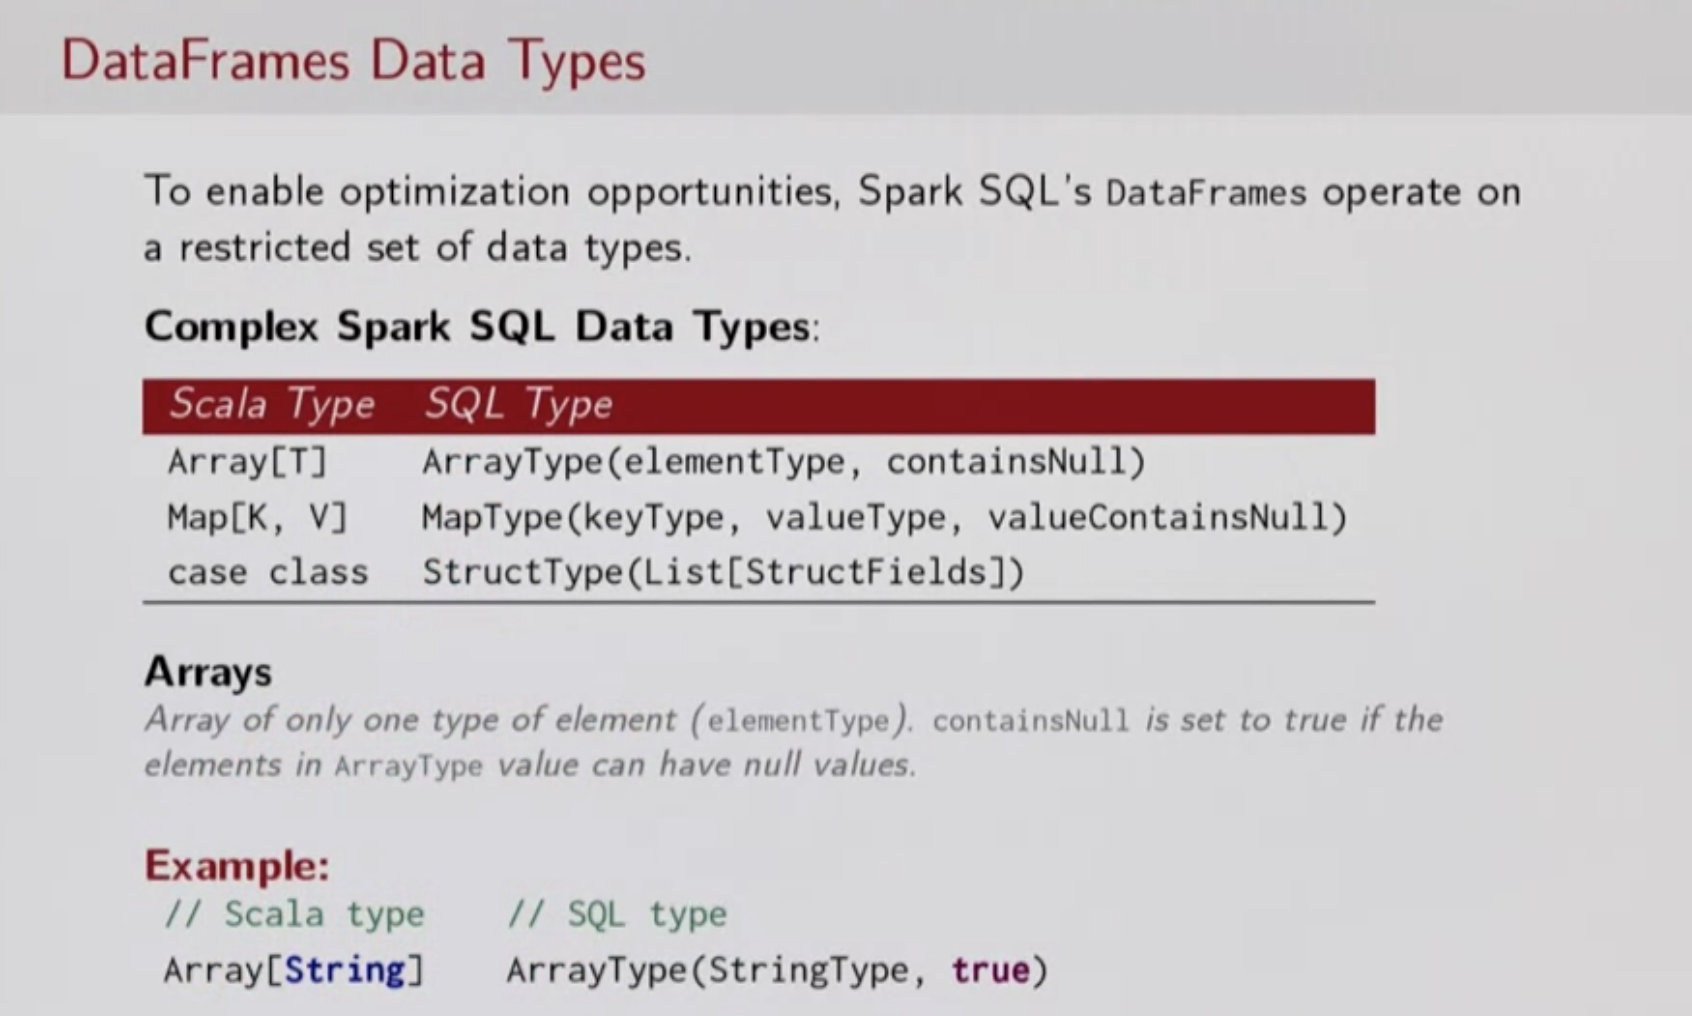 DataFrames Data Types
To enable optimization opportunities, Spark SQL's DataFrames operate on
a restricted set of data types.
Complex Spark SQL Data Types:
Scala Type SQL Type
Array[T] ArrayType(elementType, containsNull)
Map[K, V] MapType(keyType, valueType, valueContainsNull)
case class StructType(List[StructFields])
Arrays
Array of only one type of element (elementType). containsNull is set to true if the
elements in ArrayType value can have null values.
Example:
// Scala type // SQL type
Array[String] ArrayType(StringType, true)